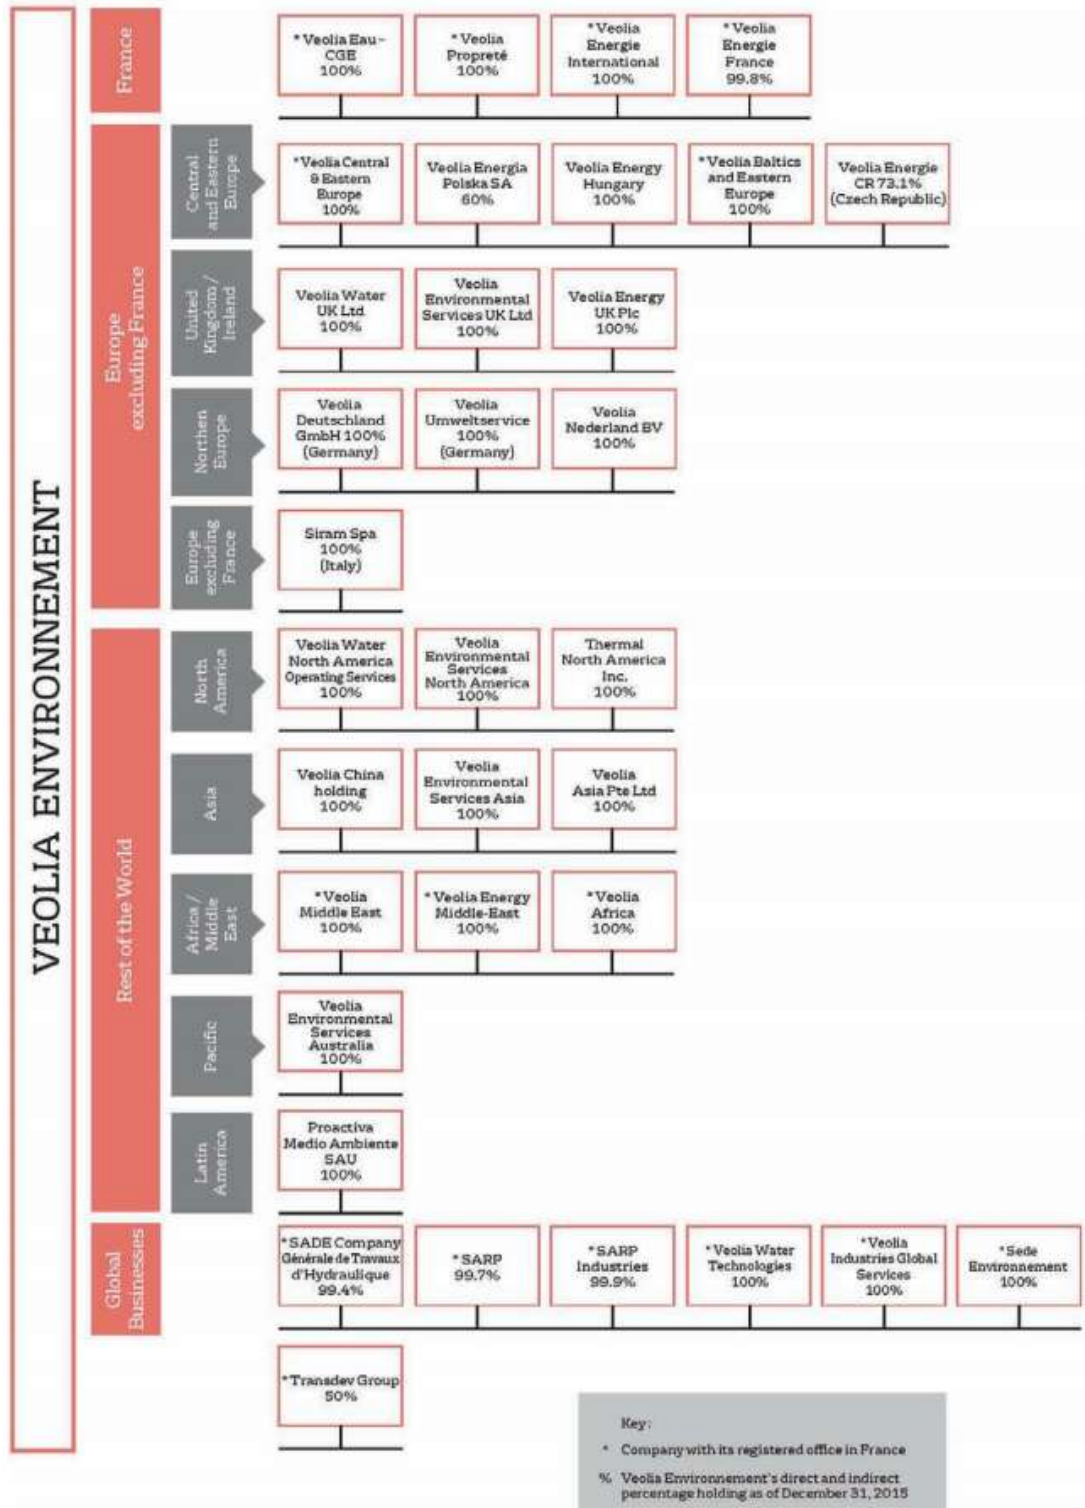 VEOLIA ENVIRONNEMENT
France
* Veolia Eau –
CGE
100%
* Veolia
Propreté
100%
* Veolia
Energie
International
100%
* Veolia
Energie
France
99.8%
Europe
excluding France
Central
and Eastern
Europe
* Veolia Central
& Eastern
Europe
100%
Veolia Energia
Polska SA
60%
Veolia Energy
Hungary
100%
* Veolia Baltics
and Eastern
Europe
100%
Veolia Energie
CR 73.1%
(Czech Republic)
United
Kingdom /
Ireland
Veolia Water
UK Ltd
100%
Veolia
Environmental
Services UK Ltd
100%
Veolia Energy
UK Plc
100%
Northen
Europe
Veolia
Deutschland
GmbH 100%
(Germany)
Veolia
Umweltservice
100%
(Germany)
Veolia
Nederland BV
100%
Europe
excluding
France
Siram Spa
100%
(Italy)
Rest of the World
North
America
Veolia Water
North America
Operating Services
100%
Veolia
Environmental
Services
North America
100%
Thermal
North America
Inc.
100%
Asia
Veolia China
holding
100%
Veolia
Environmental
Services Asia
100%
Veolia
Asia Pte Ltd
100%
Africa /
Middle
East
* Veolia
Middle East
100%
* Veolia Energy
Middle-East
100%
* Veolia
Africa
100%
Pacific
Veolia
Environmental
Services
Australia
100%
Latin
America
Proactiva
Medio Ambiente
SAU
100%
Global
Businesses
* SADE Company
Générale de Travaux
d'Hydraulique
99.4%
* SARP
99.7%
* SARP
Industries
99.9%
* Veolia Water
Technologies
100%
* Veolia
Industries Global
Services
100%
* Sede
Environnement
100%
* Transdev Group
50%
Key:
* Company with its registered office in France
% Veolia Environnement's direct and indirect
percentage holding as of December 31, 2015